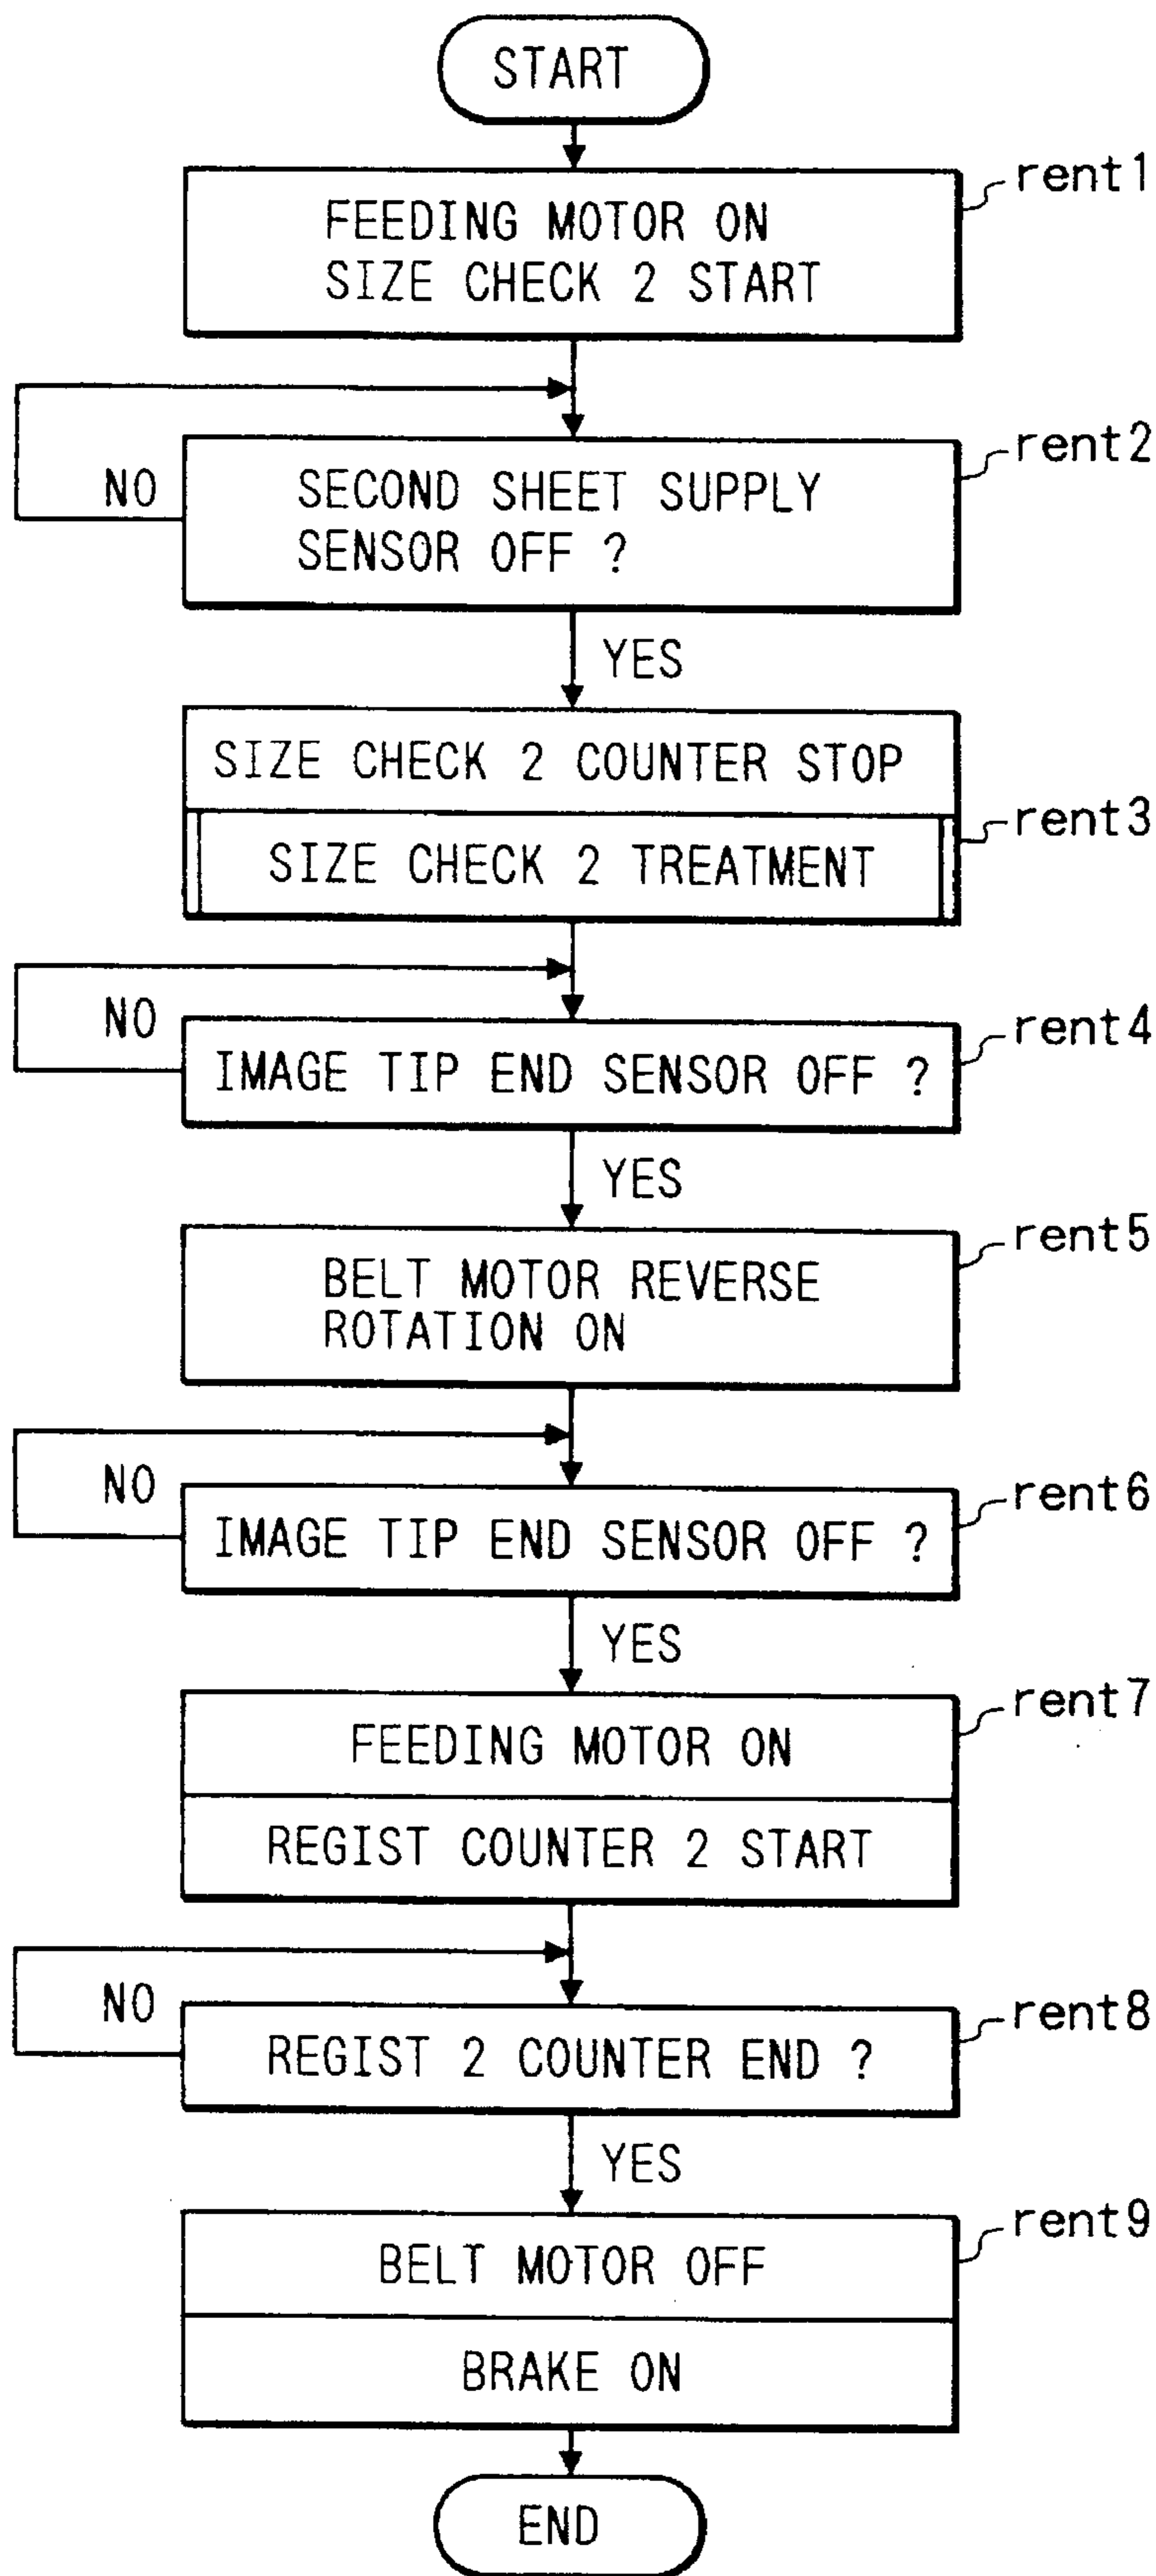 START
rent1
FEEDING MOTOR ON
SIZE CHECK 2 START
rent2
NO
SECOND SHEET SUPPLY
SENSOR OFF ?
YES
SIZE CHECK 2 COUNTER STOP
rent3
SIZE CHECK 2 TREATMENT
NO
rent4
IMAGE TIP END SENSOR OFF ?
YES
rent5
BELT MOTOR REVERSE
ROTATION ON
NO
rent6
IMAGE TIP END SENSOR OFF ?
YES
rent7
FEEDING MOTOR ON
REGIST COUNTER 2 START
NO
rent8
REGIST 2 COUNTER END ?
YES
rent9
BELT MOTOR OFF
BRAKE ON
END